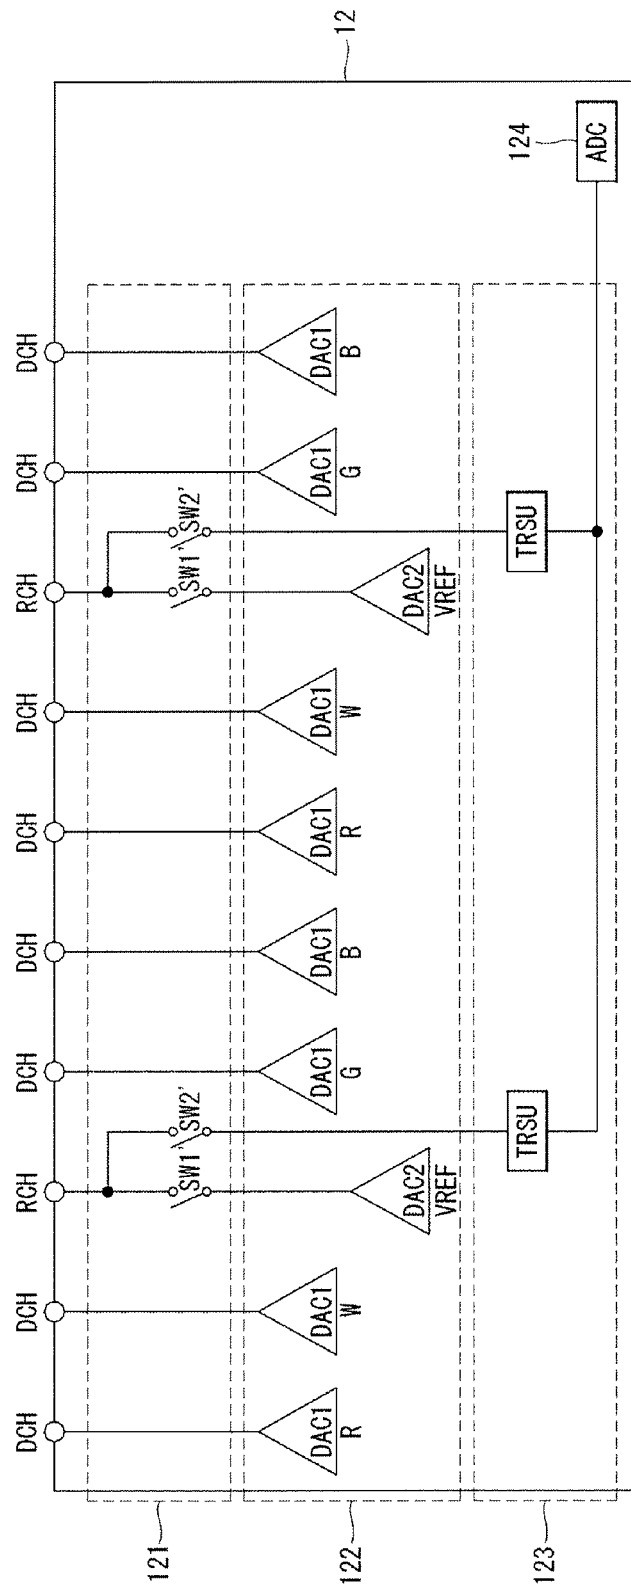 12
DCH DCH RCH DCH DCH DCH DCH RCH DCH DCH
121
SW1' SW2' SW1' SW2'
122
DAC1 DAC1 DAC1 DAC1 DAC1 DAC1 DAC1 DAC1
R W G B R W G B
DAC2 DAC2
VREF VREF
123
TRSU TRSU
124
ADC